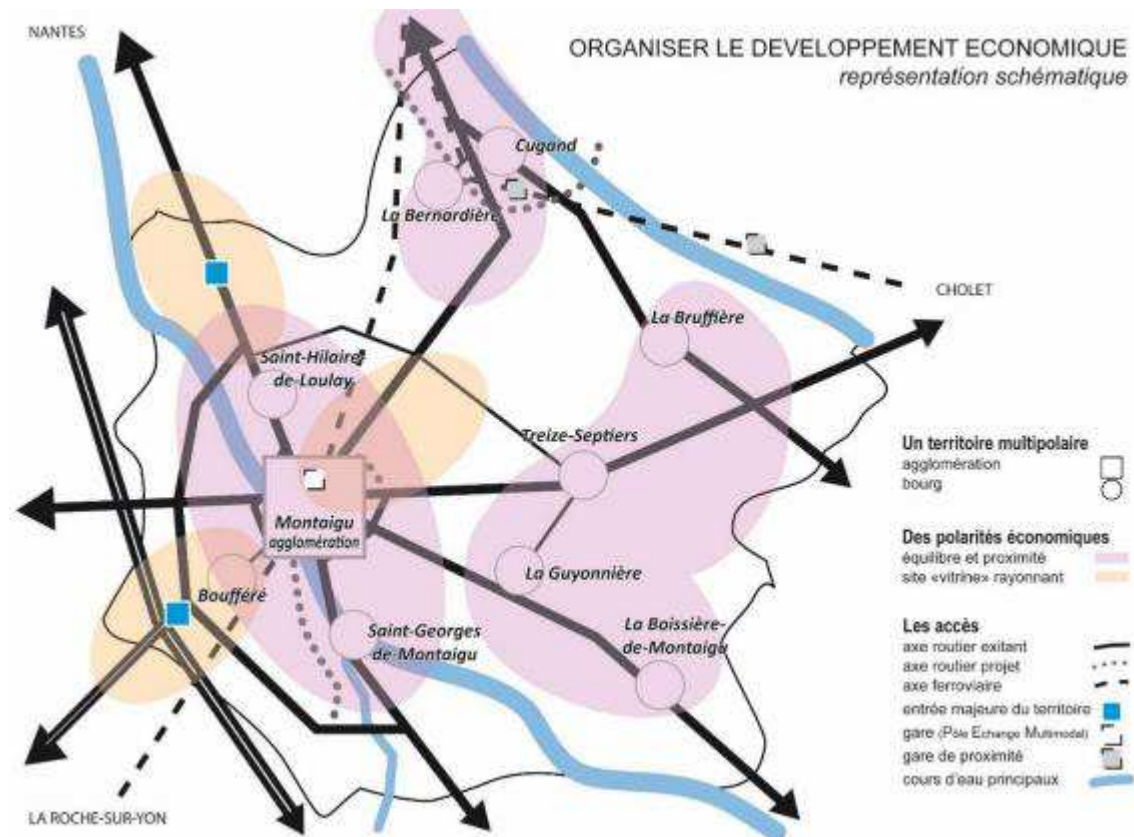 NANTES
ORGANISER LE DEVELOPPEMENT ECONOMIQUE
représentation schématique
Cugand
La Bernardière
CHOLET
La Bruffière
Saint-Hilaire
de-Loulay
Treize-Septiers
Un territoire multipolaire
agglomération
bourg
Montaigu
agglomération
Des polarités économiques
équilibre et proximité
site «vitrine» rayonnant
La Guyonnière
Boufféré
Saint-Georges
de-Montaigu
La Boissière-
de-Montaigu
Les accès
axe routier exitant
axe routier projet
axe ferroviaire
entrée majeure du territoire
gare (Pôle Echange Multimodal)
gare de proximité
cours d'eau principaux
LA ROCHE-SUR-YON